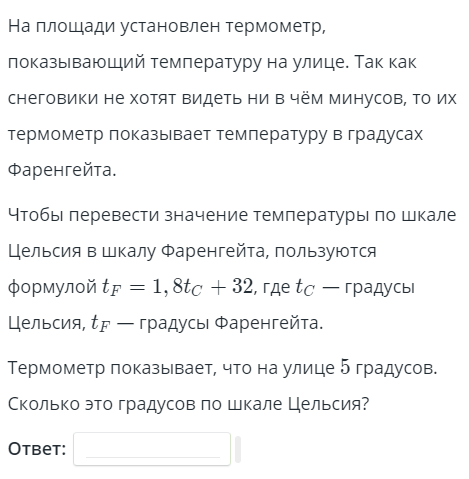 На площади установлен термометр,
показывающий температуру на улице. Так как
снеговики не хотят видеть ни в чём минусов, то их
термометр показывает температуру в градусах
Фаренгейта.
Чтобы перевести значение температуры по шкале
Цельсия в шкалу Фаренгейта, пользуются
формулой t_F = 1, 8t_C + 32, где t_C — градусы
Цельсия, t_F — градусы Фаренгейта.
Термометр показывает, что на улице 5 градусов.
Сколько это градусов по шкале Цельсия?
Ответ: